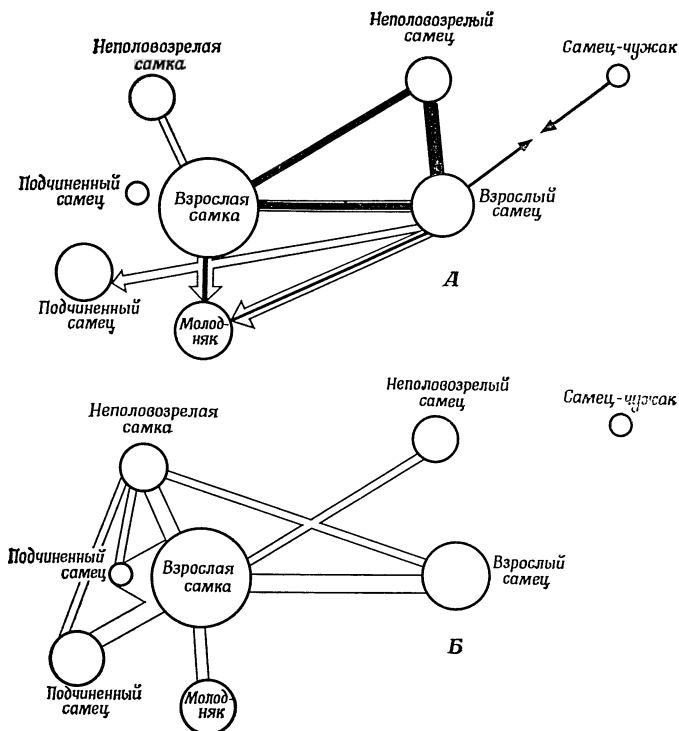 Неполовозрелый
самец
Неполовозрелая
самка
Самец-чужак
Подчиненный
самец
Взрослая
самка
Взрослый
самец
А
Подчиненный
самец
Молод-
няк
Неполовозрелый
самец
Самец-чужак
Неполовозрелая
самка
Подчиненный
самец
Взрослая
самка
Взрослый
самец
Б
Подчиненный
самец
Молод-
няк